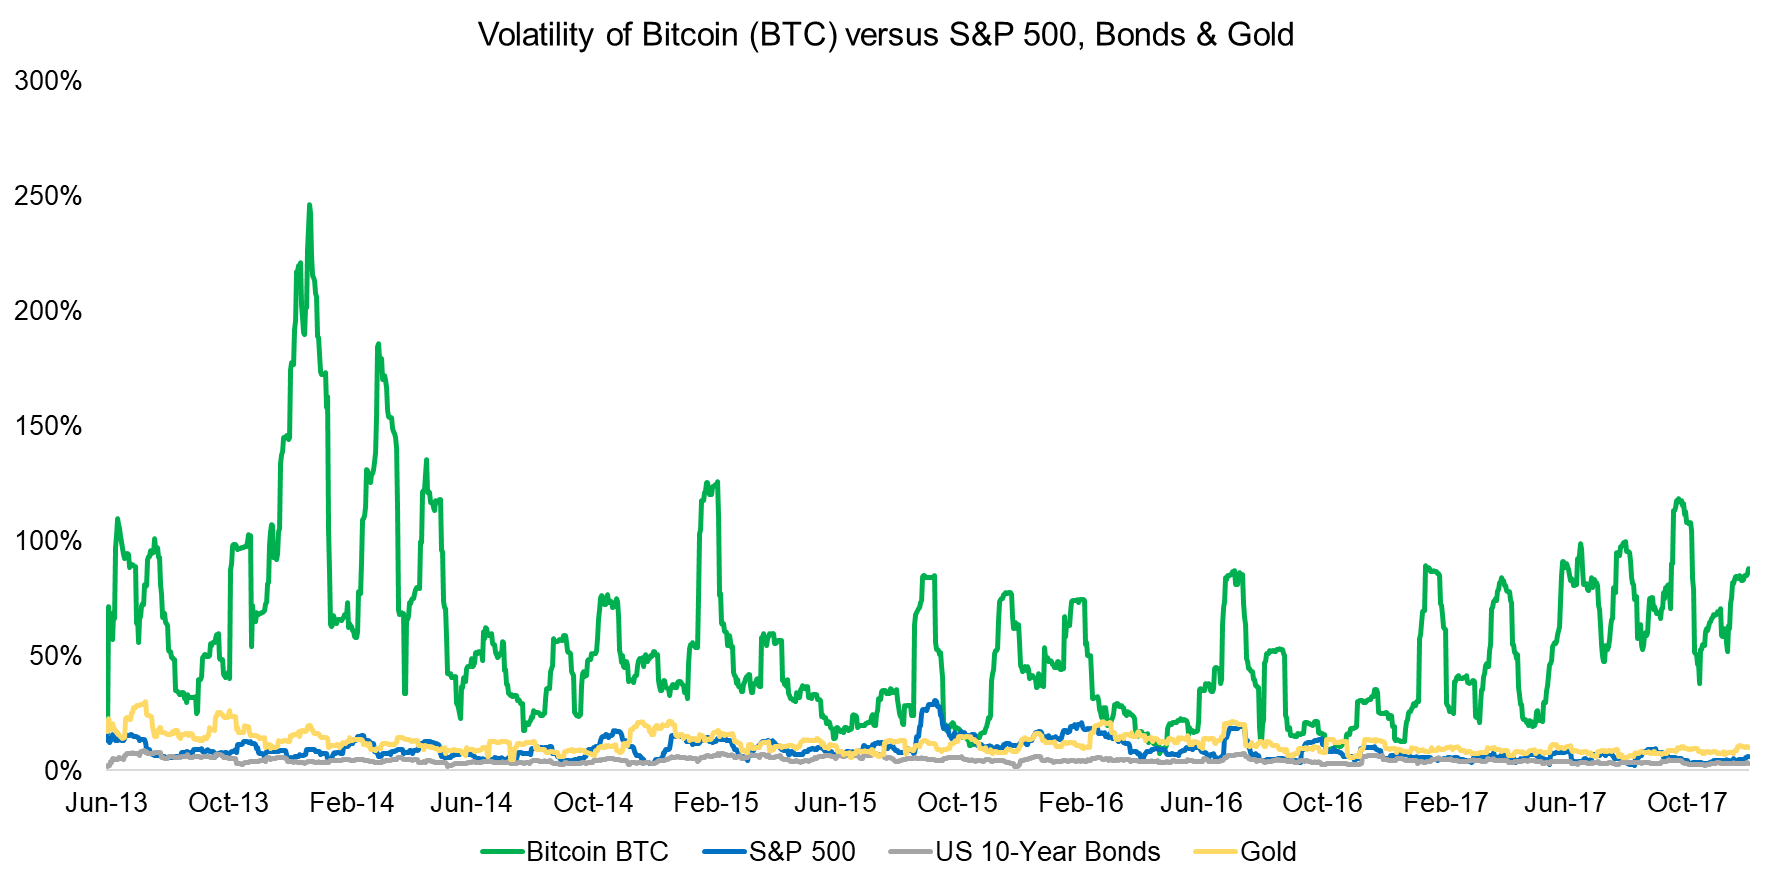 Volatility of Bitcoin (BTC) versus S&P 500, Bonds & Gold
300%
250%
200%
150%
100%
50%
0%
Jun-13 Oct-13 Feb-14 Jun-14 Oct-14 Feb-15 Jun-15 Oct-15 Feb-16 Jun-16 Oct-16 Feb-17 Jun-17 Oct-17
Bitcoin BTC S&P 500 US 10-Year Bonds Gold